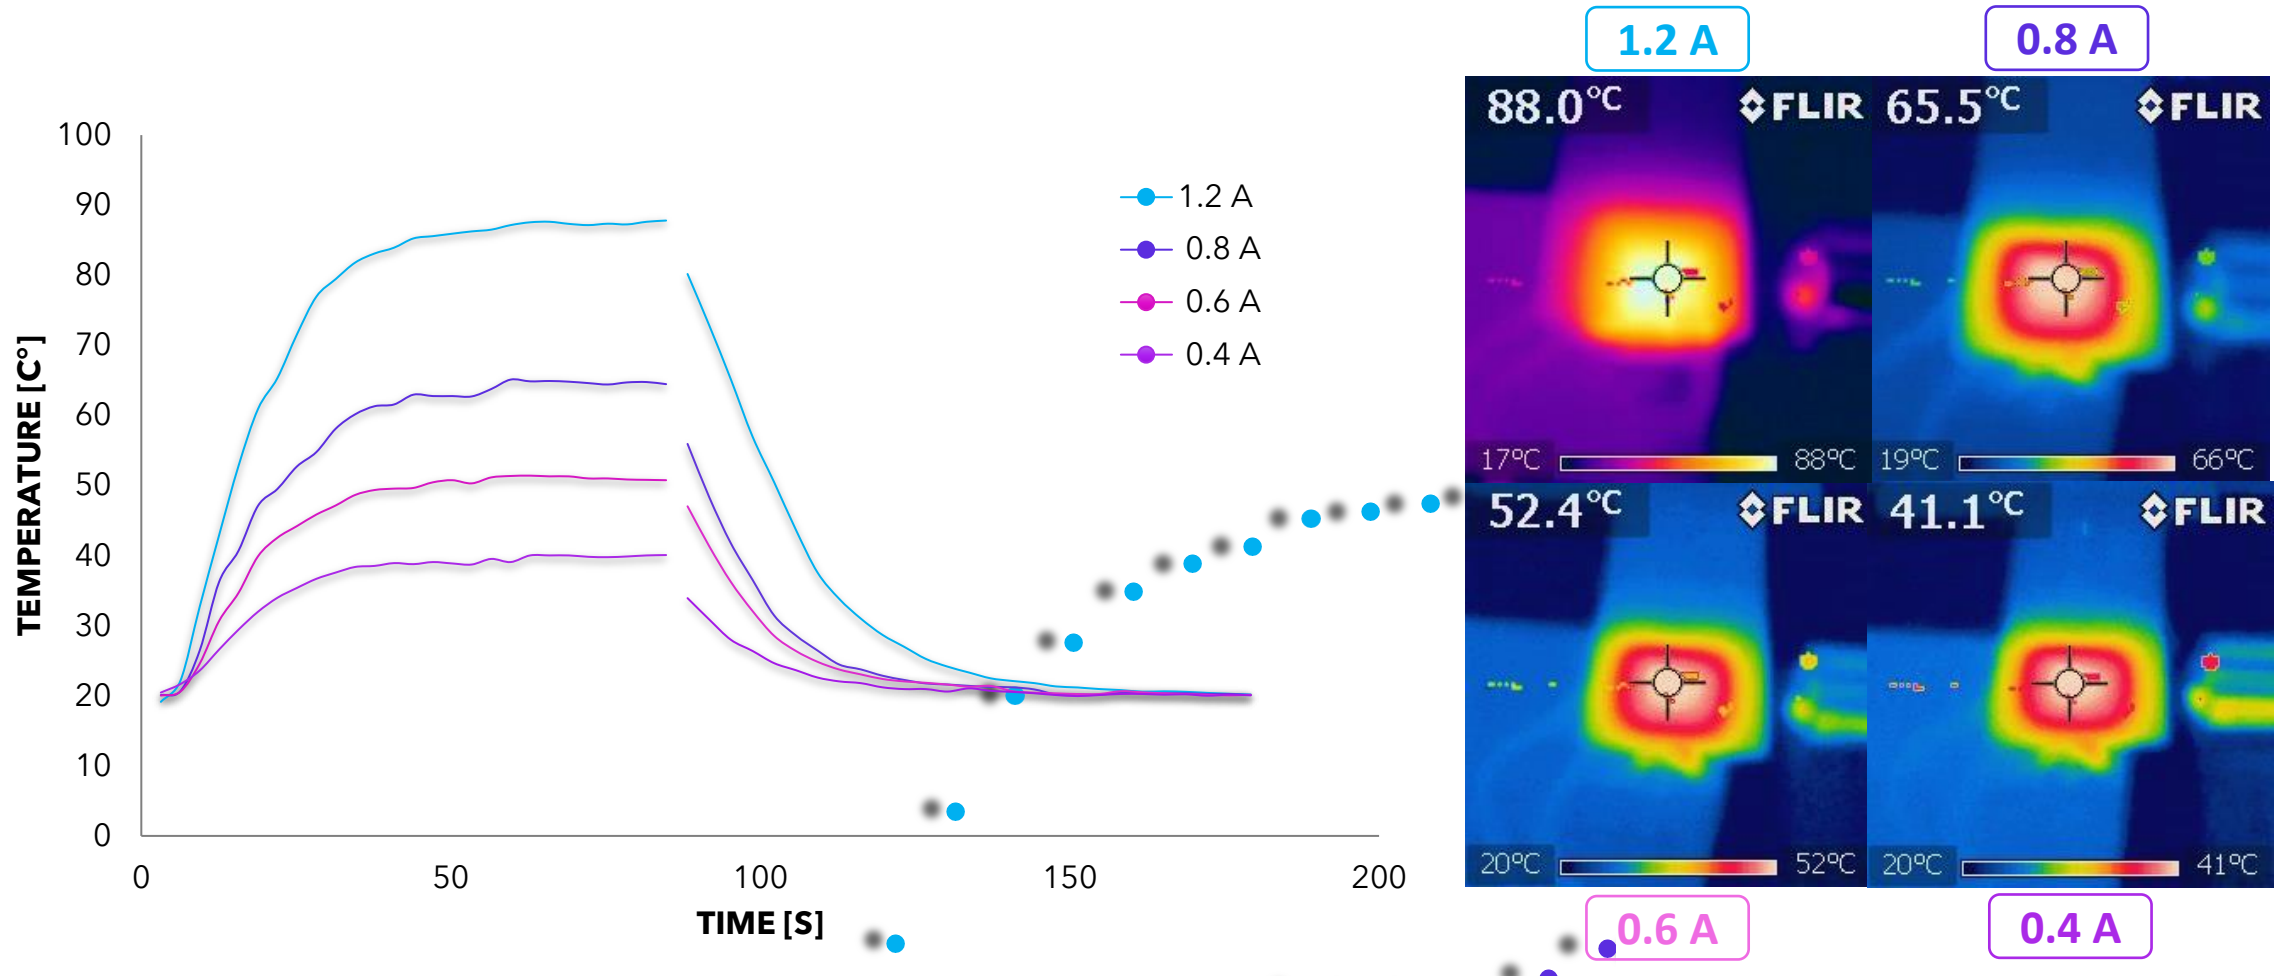 1.2 A
0.8 A
88.0°C
FLIR
65.5°C
FLIR
17°C
88°C
19°C
66°C
52.4°C
FLIR
41.1°C
FLIR
20°C
52°C
20°C
41°C
0.6 A
0.4 A
TEMPERATURE [C°]
100
90
80
70
60
50
40
30
20
10
0
0
50
100
150
200
TIME [S]
1.2 A
0.8 A
0.6 A
0.4 A